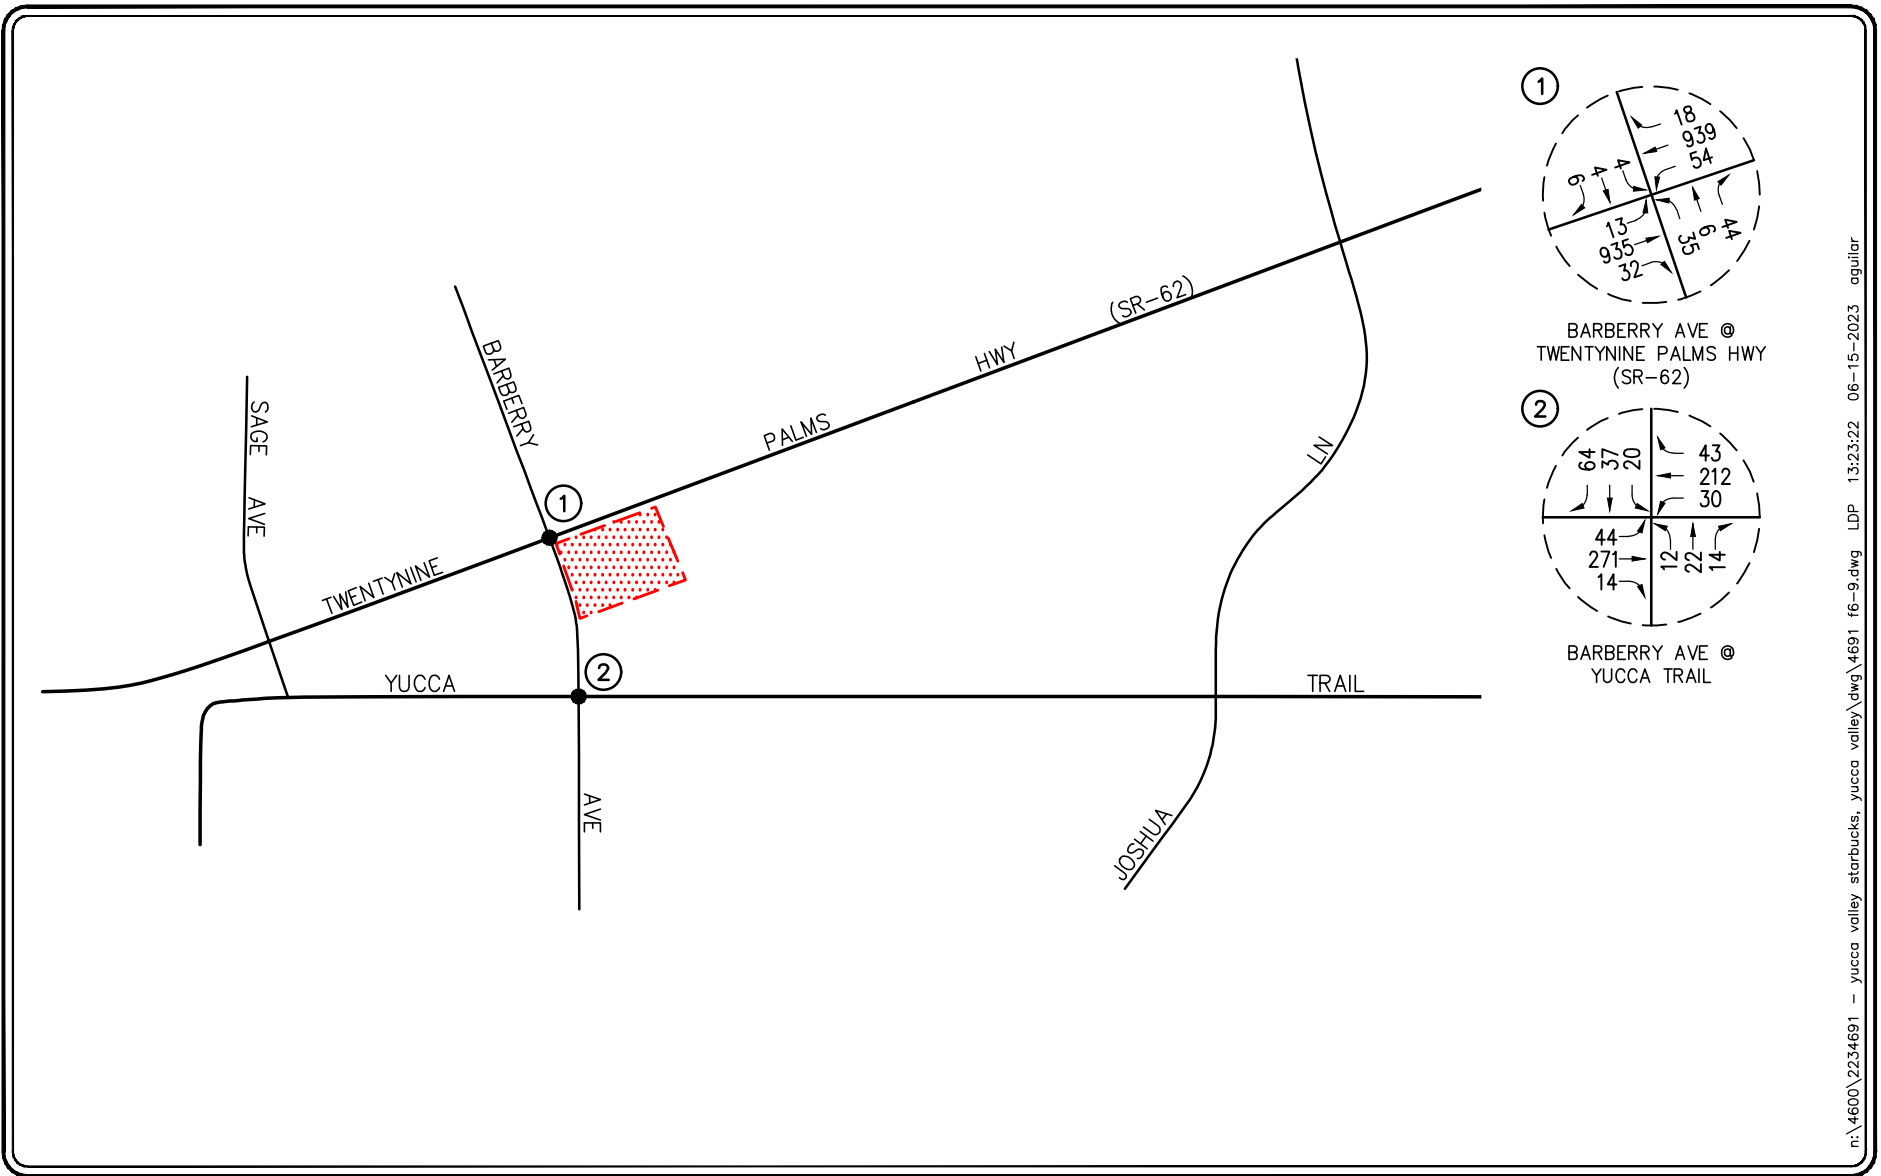 1
18
939
54
4
4
6
13
935
32
35
6
44
BARBERRY AVE @
TWENTYNINE PALMS HWY
(SR-62)
2
64
37
20
43
212
30
44
271
14
12
22
14
BARBERRY AVE @
YUCCA TRAIL
SAGE AVE
BARBERRY
AVE
1
2
TWENTYNINE PALMS HWY (SR-62)
YUCCA TRAIL
JOSHUA LN
n:\4600\2234691 - yucca valley starbucks, yucca valley\dwg\4691 f6-9.dwg LDP 13:23:22 06-15-2023 aguilar